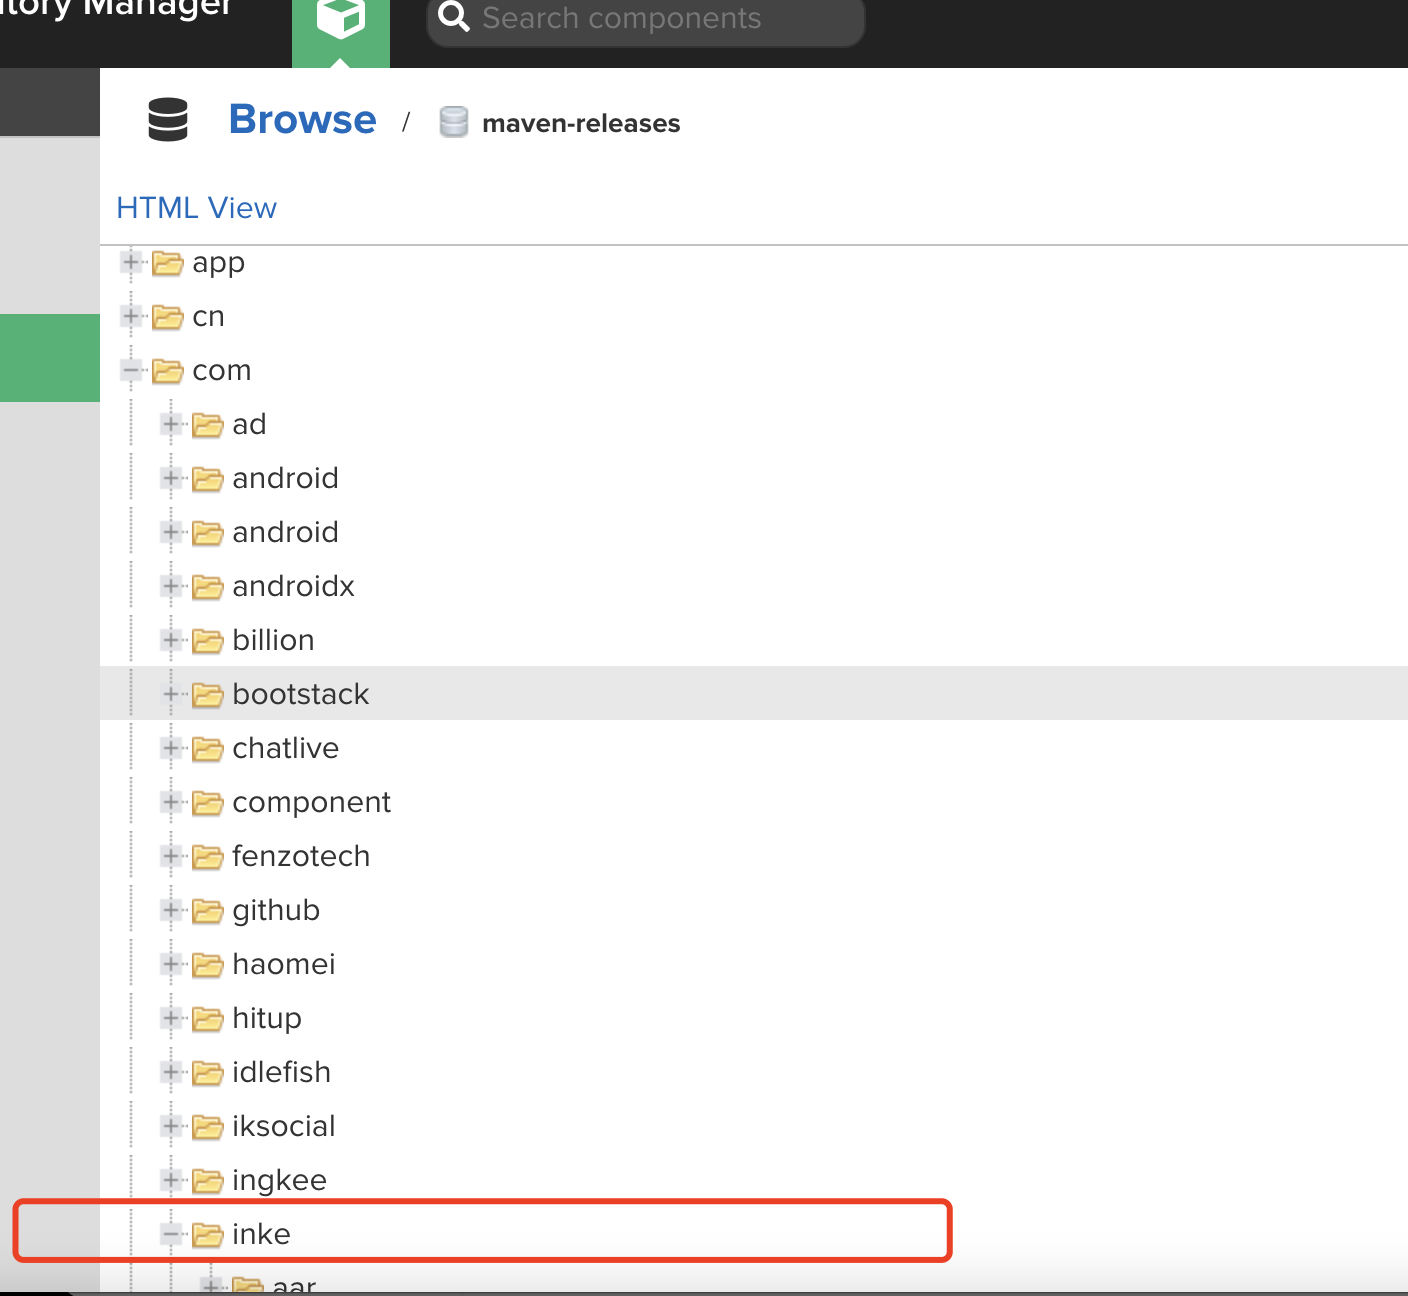 tory Manager
Search components
Browse / maven-releases
HTML View
app
cn
com
ad
android
android
androidx
billion
bootstack
chatlive
component
fenzotech
github
haomei
hitup
idlefish
iksocial
ingkee
inke
aar